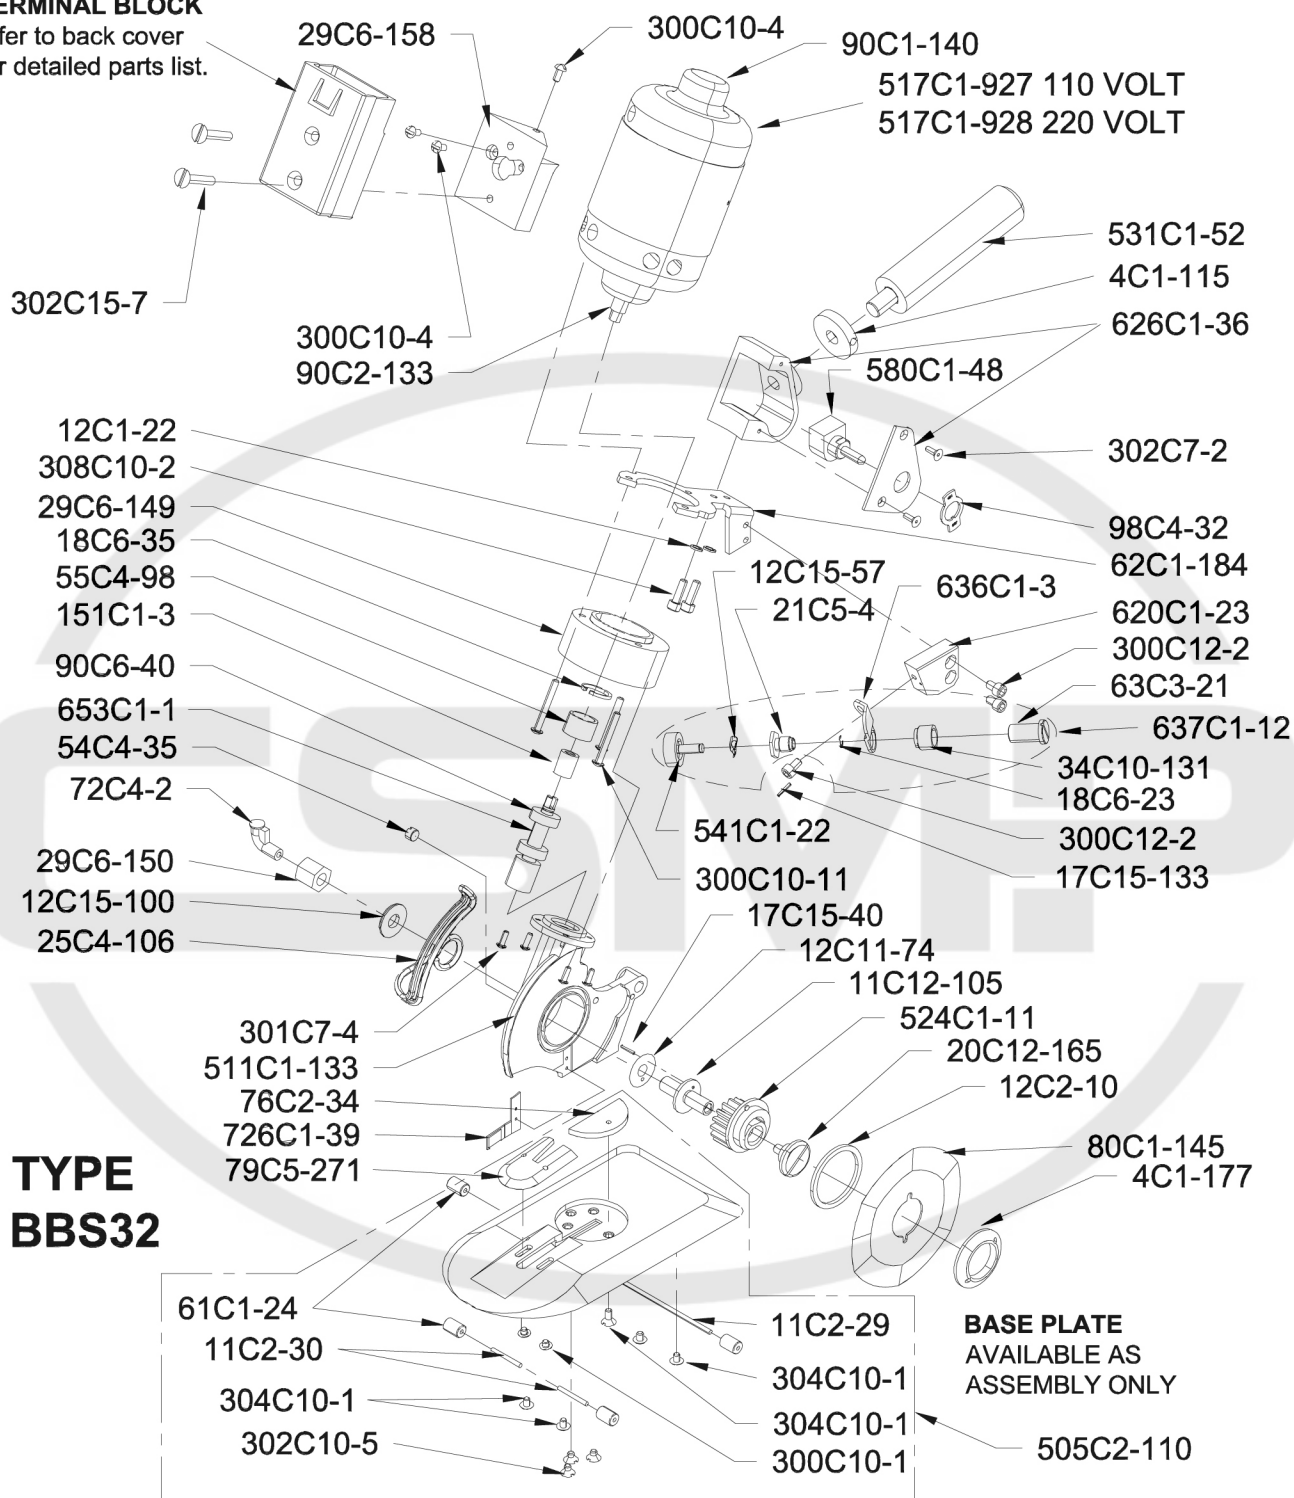 TERMINAL BLOCK
fer to back cover
r detailed parts list.
29C6-158
300C10-4
90C1-140
517C1-927 110 VOLT
517C1-928 220 VOLT
531C1-52
4C1-115
626C1-36
302C15-7
300C10-4
90C2-133
580C1-48
302C7-2
12C1-22
308C10-2
29C6-149
18C6-35
55C4-98
151C1-3
90C6-40
653C1-1
54C4-35
72C4-2
29C6-150
12C15-100
25C4-106
98C4-32
62C1-184
12C15-57
21C5-4
636C1-3
620C1-23
300C12-2
63C3-21
637C1-12
34C10-131
18C6-23
300C12-2
17C15-133
541C1-22
300C10-11
17C15-40
12C11-74
11C12-105
524C1-11
20C12-165
12C2-10
80C1-145
4C1-177
301C7-4
511C1-133
76C2-34
726C1-39
79C5-271
TYPE
BBS32
61C1-24
11C2-30
304C10-1
302C10-5
11C2-29
304C10-1
304C10-1
300C10-1
BASE PLATE
AVAILABLE AS
ASSEMBLY ONLY
505C2-110
CSMP